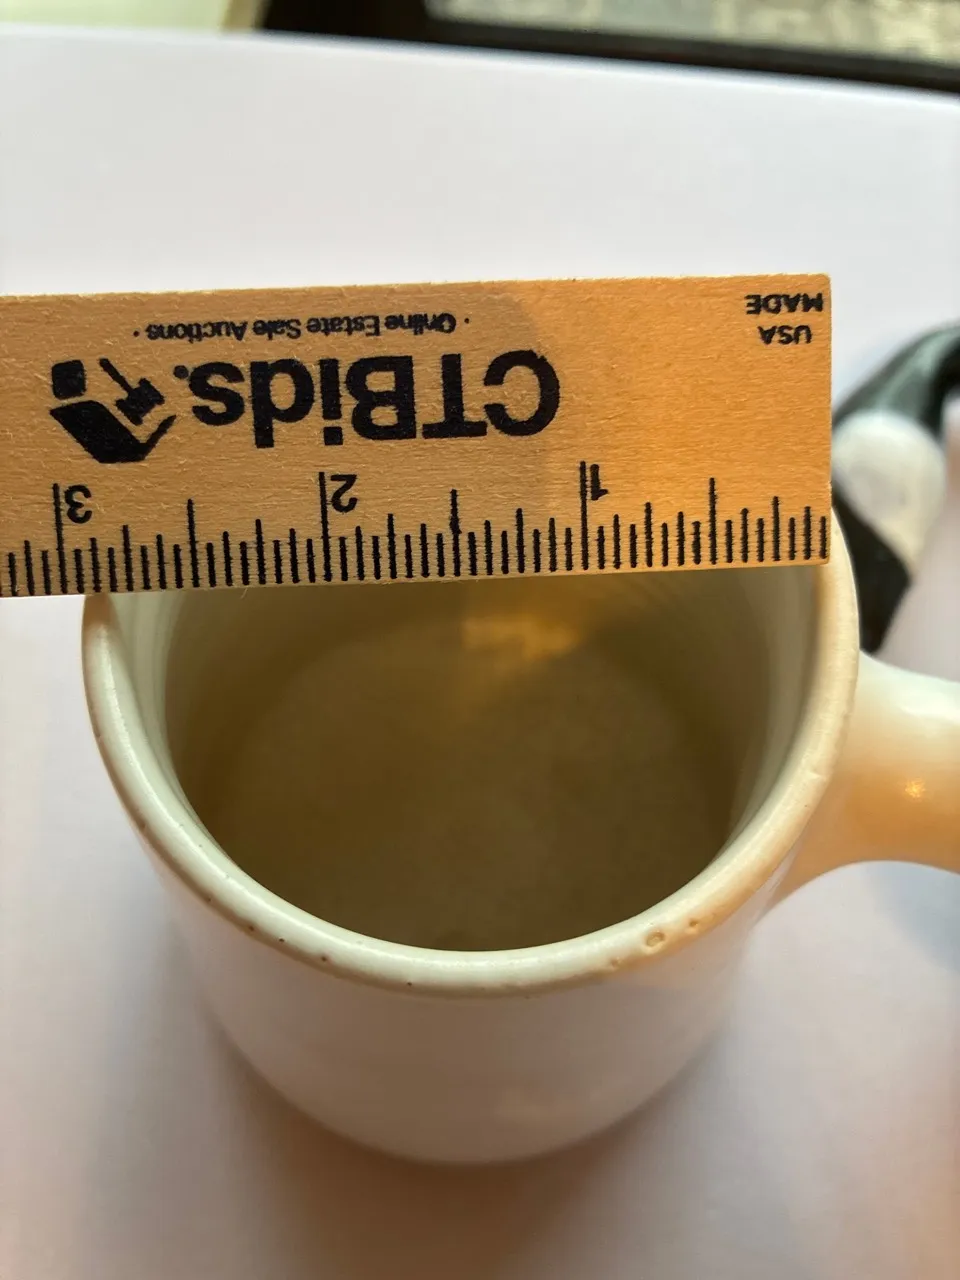 MADE
USA
CTBids.
· Online Estate Sale Auctions ·
1 2 3